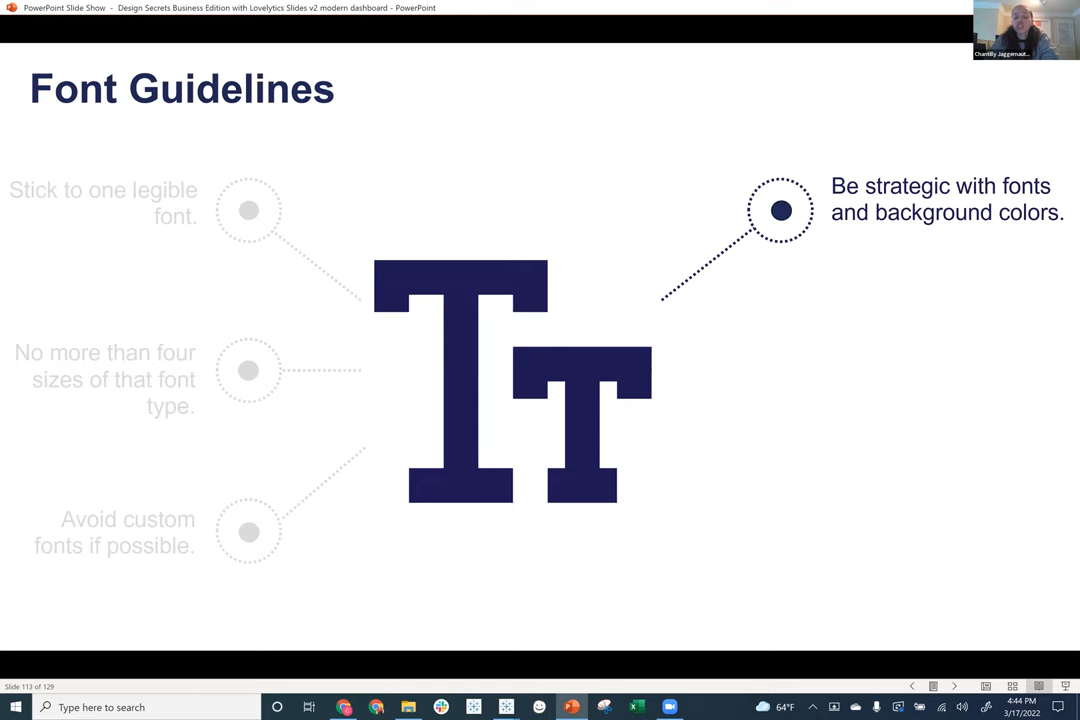 PowerPoint Slide Show - Design Secrets Business Edition with Lovelytics Slides v2 modern dashboard - PowerPoint
Chantilly Jaggernaut...
Font Guidelines
Stick to one legible
font.
No more than four
sizes of that font
type.
Avoid custom
fonts if possible.
Be strategic with fonts
and background colors.
TT
Slide 113 of 129
Type here to search
64°F
4:44 PM
3/17/2022